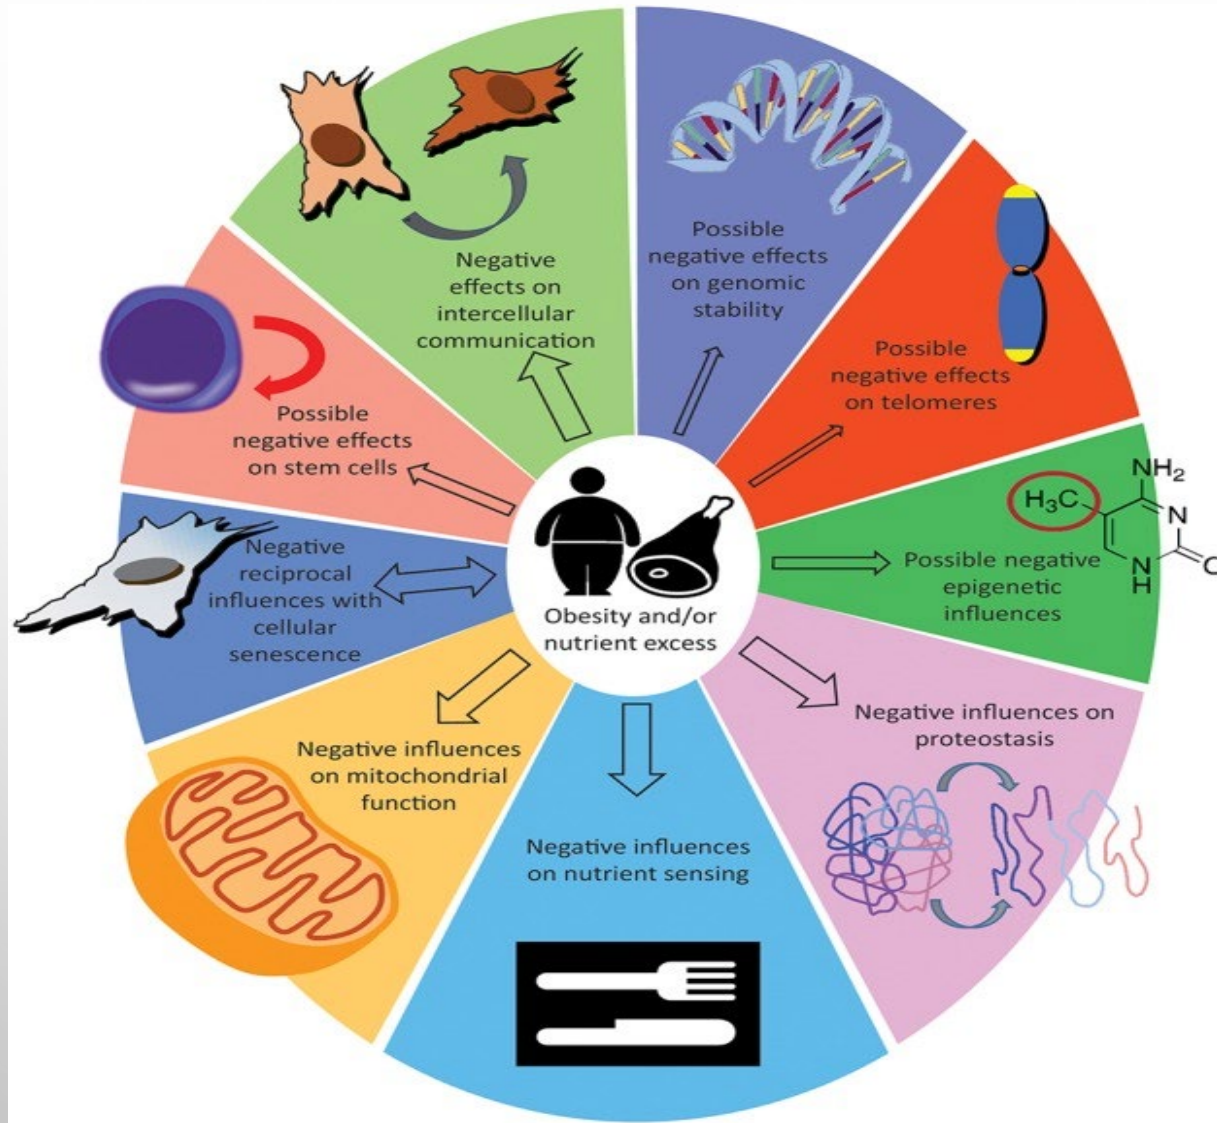 Possible
negative effects
on genomic
stability
Possible
negative effects
on telomeres
NH₂
H₃C
N
O
NH
Possible negative
epigenetic
influences
Negative influences on
proteostasis
Negative influences
on nutrient sensing
Negative influences
on mitochondrial
function
Negative
reciprocal
influences with
cellular
senescence
Possible
negative effects
on stem cells
Negative
effects on
intercellular
communication
Obesity and/or
nutrient excess